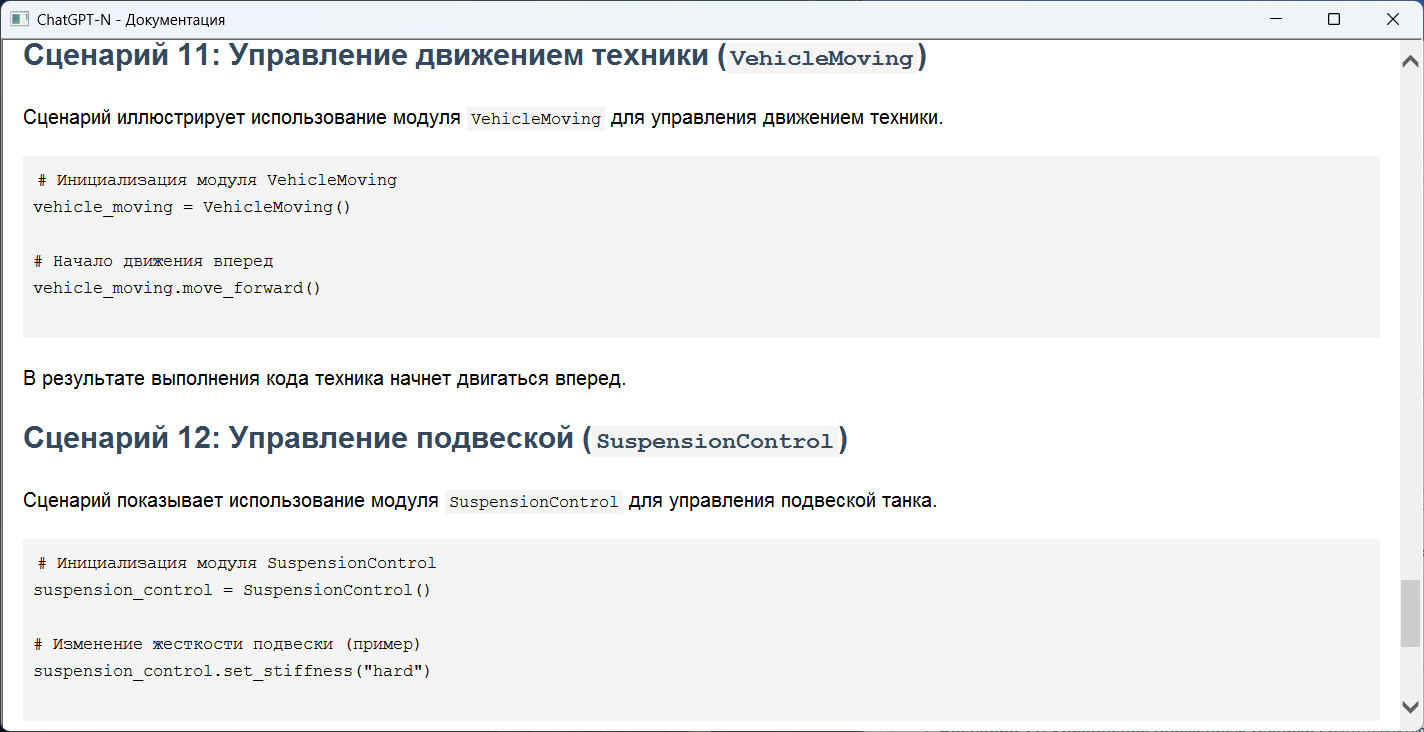 ChatGPT-N - Документация
Сценарий 11: Управление движением техники (VehicleMoving)
Сценарий иллюстрирует использование модуля VehicleMoving для управления движением техники.
# Инициализация модуля VehicleMoving
vehicle_moving = VehicleMoving()
# Начало движения вперед
vehicle_moving.move_forward()
В результате выполнения кода техника начнет двигаться вперед.
Сценарий 12: Управление подвеской (SuspensionControl)
Сценарий показывает использование модуля SuspensionControl для управления подвеской танка.
# Инициализация модуля SuspensionControl
suspension_control = SuspensionControl()
# Изменение жесткости подвески (пример)
suspension_control.set_stiffness("hard")